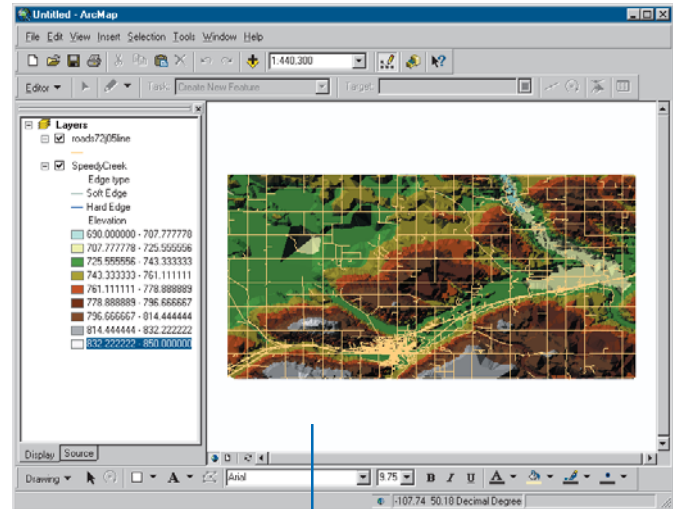 Untitled - ArcMap
File Edit View Insert Selection Tools Window Help
1:440,300
Editor Task: Create New Feature Target:
Layers
roads72j05line
SpeedyCreek
Edge type
Soft Edge
Hard Edge
Elevation
690.000000 - 707.777778
707.777778 - 725.555556
725.555556 - 743.333333
743.333333 - 761.111111
761.111111 - 778.888889
778.888889 - 796.666667
796.666667 - 814.444444
814.444444 - 832.222222
832.222222 - 850.000000
Display Source
Drawing A Arial 9.75 B I U A
-107.74 50.18 Decimal Degree